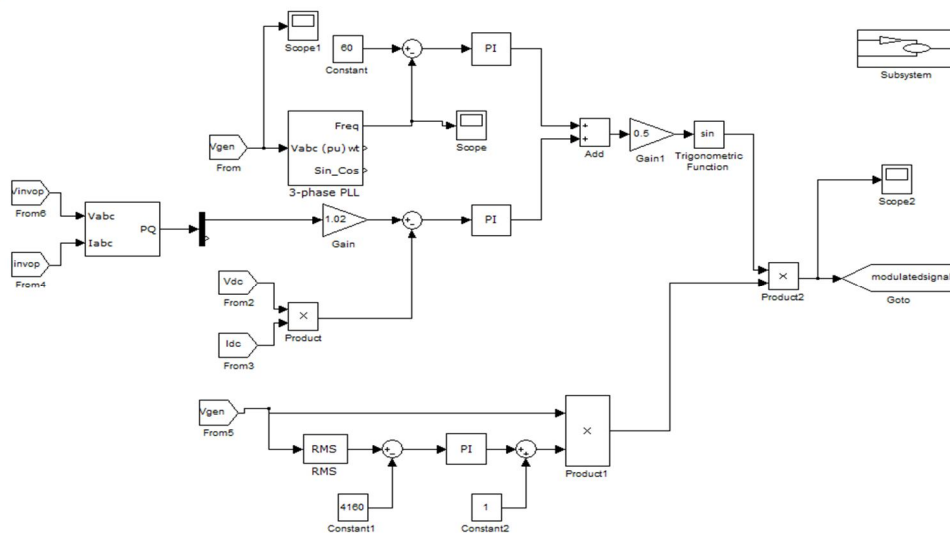 Scope1
60
Constant
+
-
PI
Subsystem
Freq
Vabc (pu) wt
Sin_Cos
3-phase PLL
Vgen
From
Scope
+
+
Add
0.5
Gain1
sin
Trigonometric
Function
Scope2
Vinvop
From6
invop
From4
Vabc
Iabc
PQ
1.02
Gain
+
-
PI
Vdc
From2
Idc
From3
×
Product
×
Product2
modulatedsignal
Goto
Vgen
From5
RMS
RMS
+
-
PI
+
+
×
Product1
4160
Constant1
1
Constant2